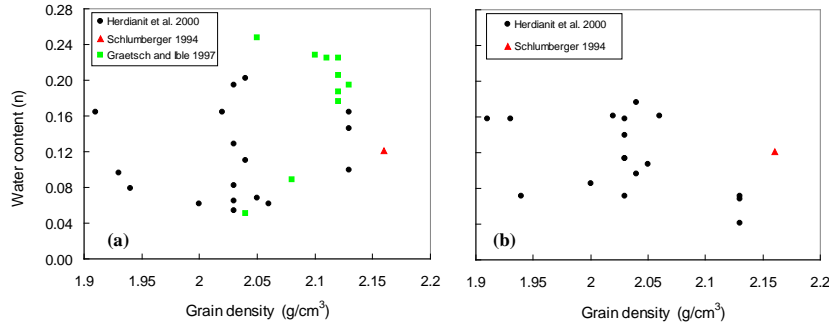 Herdianit et al. 2000
Schlumberger 1994
Graetsch and Ible 1997
0.28
0.24
0.20
0.16
0.12
0.08
0.04
0.00
Water content (n)
(a)
1.9
1.95
2
2.05
2.1
2.15
2.2
Grain density (g/cm³)
Herdianit et al. 2000
Schlumberger 1994
(b)
1.9
1.95
2
2.05
2.1
2.15
2.2
Grain density (g/cm³)